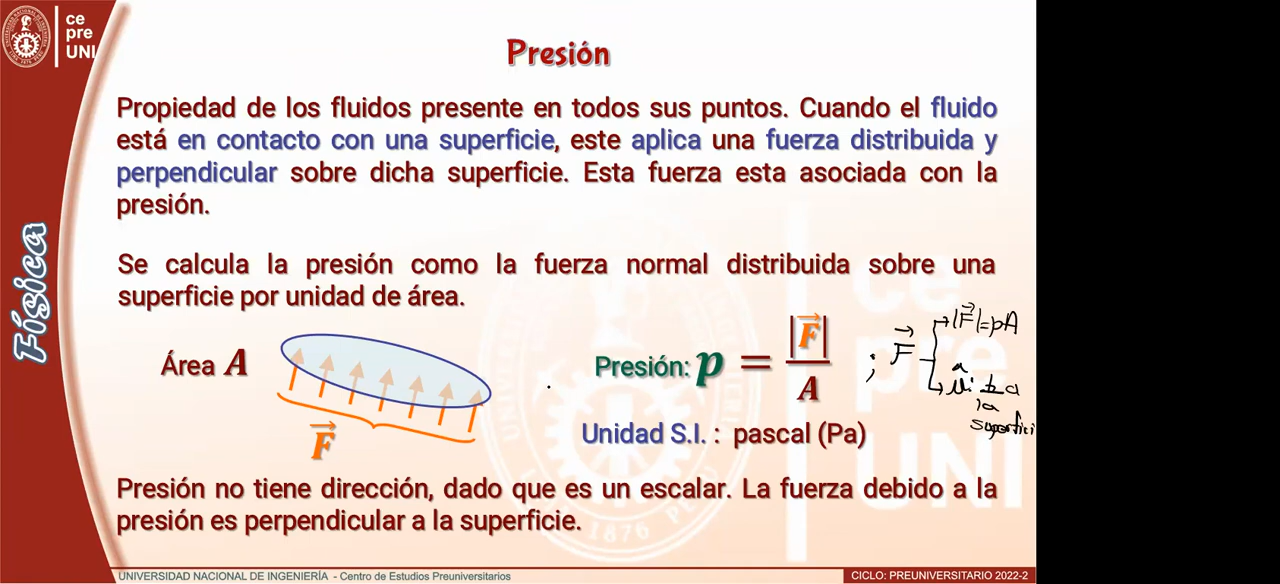 ce
pre
UNI
Presión
Propiedad de los fluidos presente en todos sus puntos. Cuando el fluido
está en contacto con una superficie, este aplica una fuerza distribuida y
perpendicular sobre dicha superficie. Esta fuerza esta asociada con la
presión.
Física
Se calcula la presión como la fuerza normal distribuida sobre una
superficie por unidad de área.
Área A
F⃗
Presión: p = |F⃗| / A
; F⃗
|F⃗|=pA
⊥ a
la
superfici
Unidad S.I. : pascal (Pa)
Presión no tiene dirección, dado que es un escalar. La fuerza debido a la
presión es perpendicular a la superficie.
1876
UNIVERSIDAD NACIONAL DE INGENIERÍA - Centro de Estudios Preuniversitarios
CICLO: PREUNIVERSITARIO 2022-2